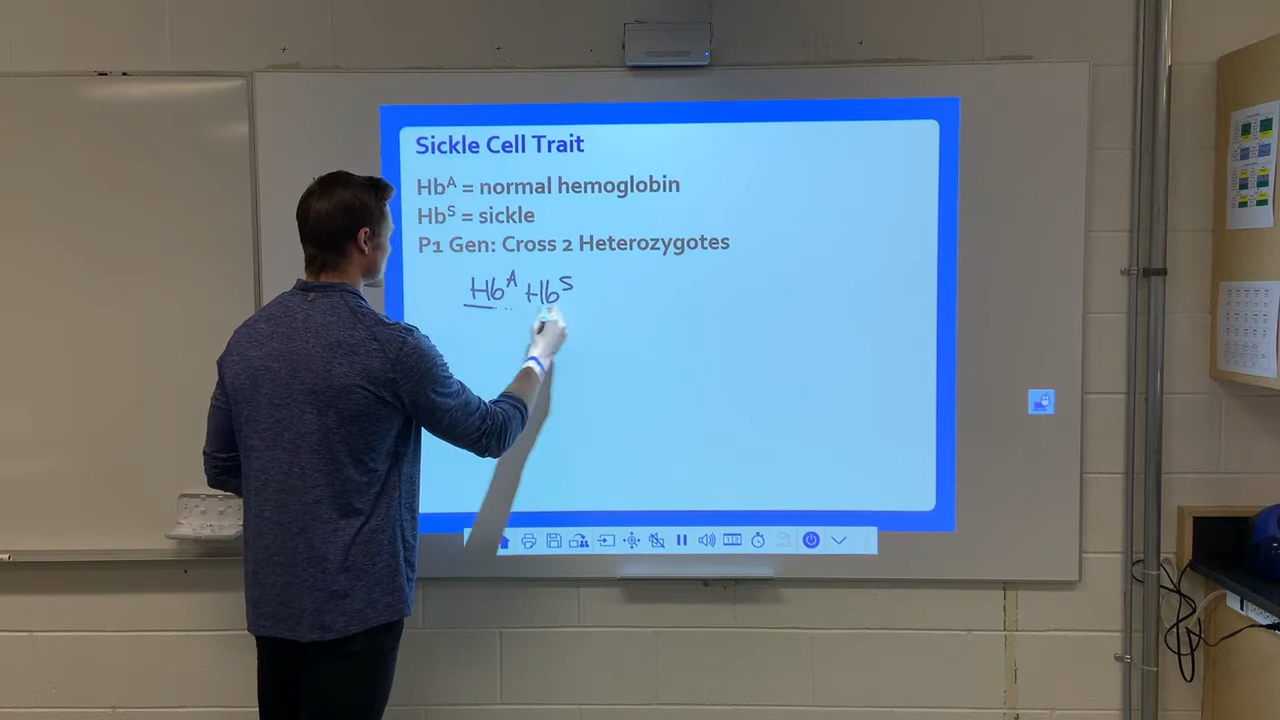 Sickle Cell Trait
Hbᴬ = normal hemoglobin
Hbˢ = sickle
P1 Gen: Cross 2 Heterozygotes
Hbᴬ Hbˢ